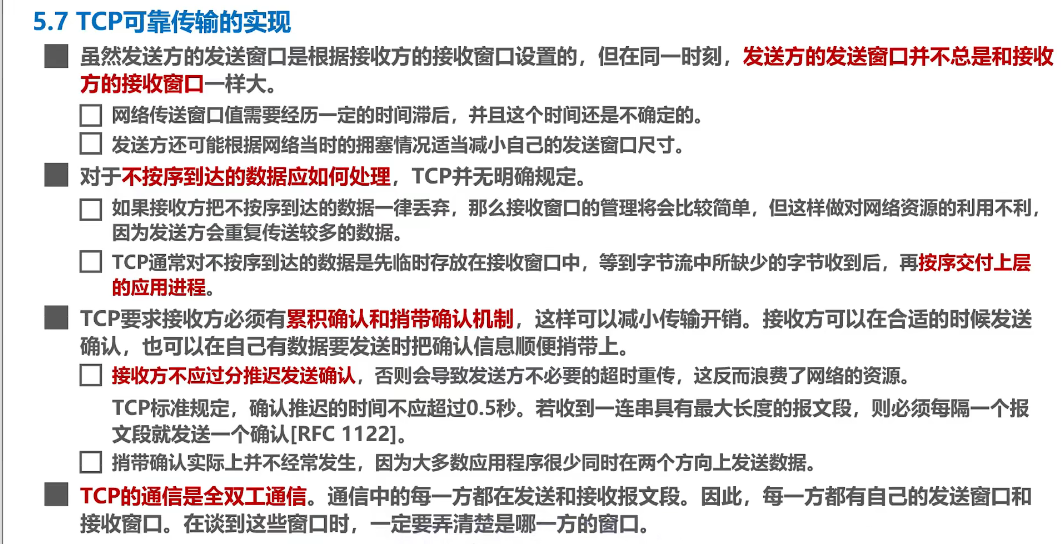 5.7 TCP可靠传输的实现
虽然发送方的发送窗口是根据接收方的接收窗口设置的，但在同一时刻，发送方的发送窗口并不总是和接收
方的接收窗口一样大。
网络传送窗口值需要经历一定的时间滞后，并且这个时间还是不确定的。
发送方还可能根据网络当时的拥塞情况适当减小自己的发送窗口尺寸。
对于不按序到达的数据应如何处理，TCP并无明确规定。
如果接收方把不按序到达的数据一律丢弃，那么接收窗口的管理将会比较简单，但这样做对网络资源的利用不利，
因为发送方会重复传送较多的数据。
TCP通常对不按序到达的数据是先临时存放在接收窗口中，等到字节流中所缺少的字节收到后，再按序交付上层
的应用进程。
TCP要求接收方必须有累积确认和捎带确认机制，这样可以减小传输开销。接收方可以在合适的时候发送
确认，也可以在自己有数据要发送时把确认信息顺便捎带上。
接收方不应过分推迟发送确认，否则会导致发送方不必要的超时重传，这反而浪费了网络的资源。
TCP标准规定，确认推迟的时间不应超过0.5秒。若收到一连串具有最大长度的报文段，则必须每隔一个报
文段就发送一个确认[RFC 1122]。
捎带确认实际上并不经常发生，因为大多数应用程序很少同时在两个方向上发送数据。
TCP的通信是全双工通信。通信中的每一方都在发送和接收报文段。因此，每一方都有自己的发送窗口和
接收窗口。在谈到这些窗口时，一定要弄清楚是哪一方的窗口。